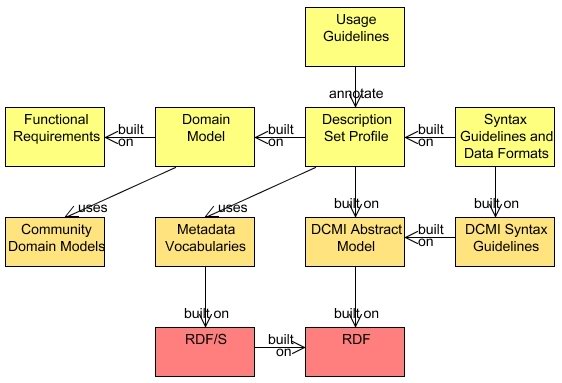 Usage
Guidelines
annotate
Functional
Requirements
built
on
Domain
Model
built
on
Description
Set Profile
built
on
Syntax
Guidelines and
Data Formats
uses
uses
built on
built on
Community
Domain Models
Metadata
Vocabularies
DCMI Abstract
Model
built
on
DCMI Syntax
Guidelines
built on
built on
RDF/S
built
on
RDF